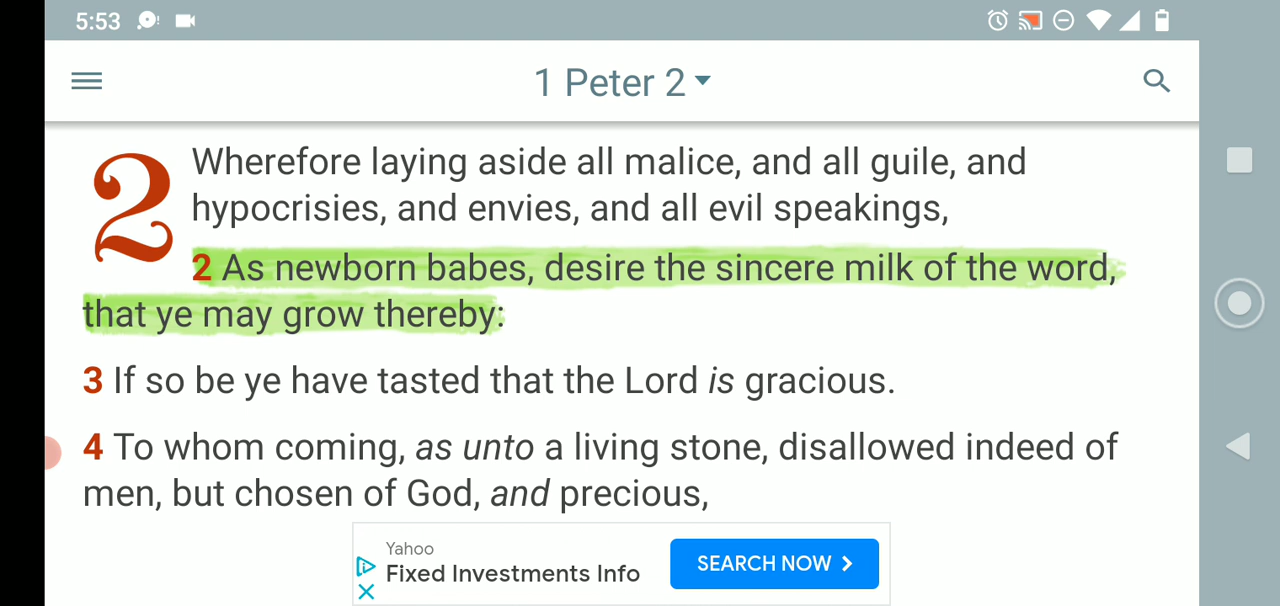 5:53
1 Peter 2
2 Wherefore laying aside all malice, and all guile, and
hypocrisies, and envies, and all evil speakings,
2 As newborn babes, desire the sincere milk of the word,
that ye may grow thereby:
3 If so be ye have tasted that the Lord is gracious.
4 To whom coming, as unto a living stone, disallowed indeed of
men, but chosen of God, and precious,
Yahoo
Fixed Investments Info
SEARCH NOW